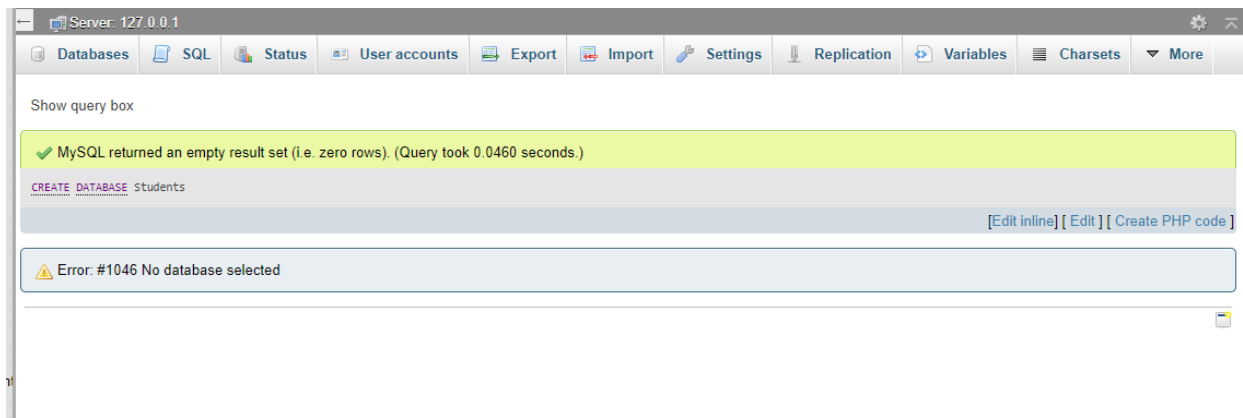 Server: 127.0.0.1
Databases SQL Status User accounts Export Import Settings Replication Variables Charsets More
Show query box
MySQL returned an empty result set (i.e. zero rows). (Query took 0.0460 seconds.)
CREATE DATABASE Students
[Edit inline] [ Edit ] [ Create PHP code ]
Error: #1046 No database selected